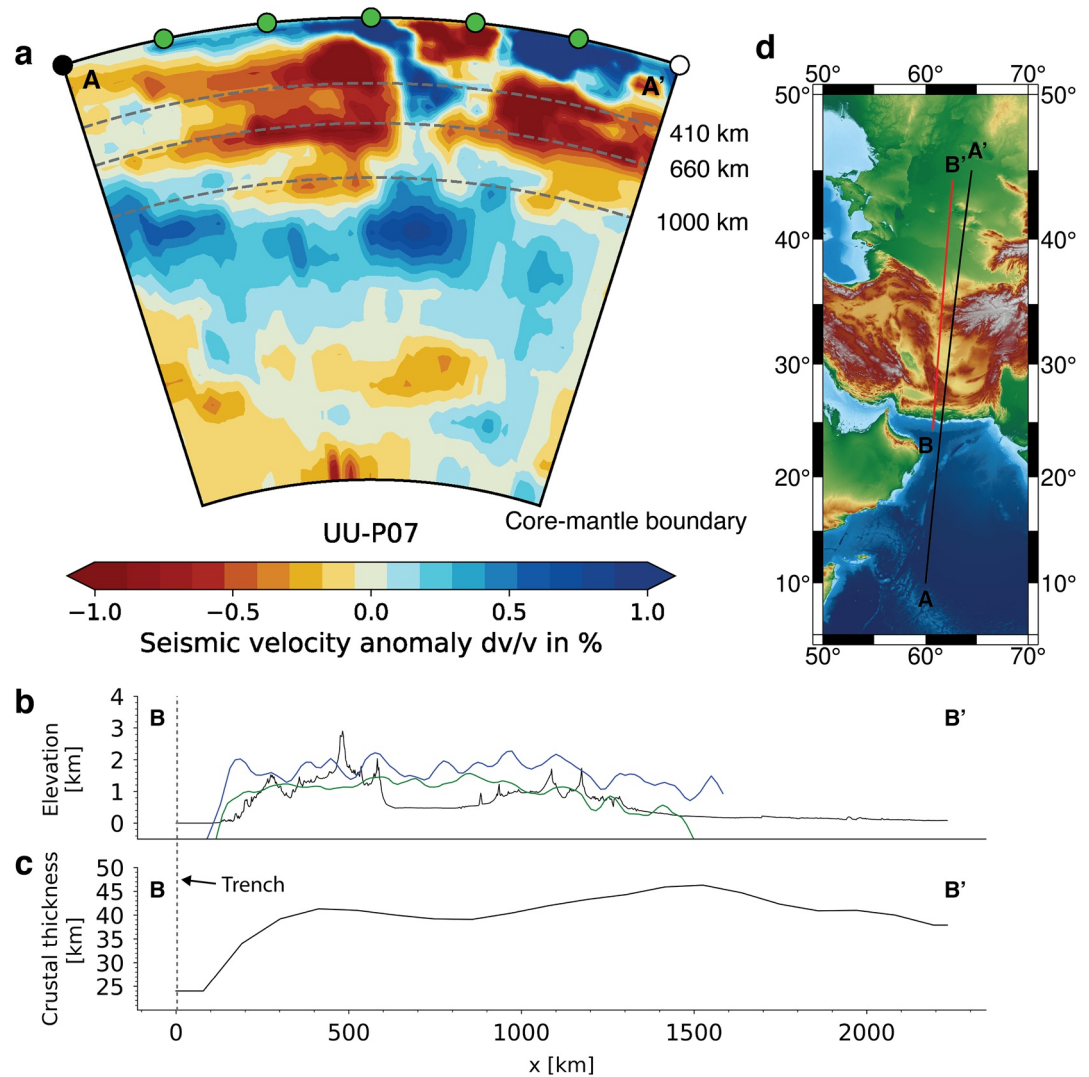 a
A
A'
410 km
660 km
1000 km
Core-mantle boundary
UU-P07
−1.0 −0.5 0.0 0.5 1.0
Seismic velocity anomaly dv/v in %
d
50° 60° 70°
50° 50°
B' A'
40° 40°
30° 30°
B
20° 20°
10° 10°
A
50° 60° 70°
b
B B’
Elevation
[km]
4
3
2
1
0
c
B B’
Trench
Crustal thickness
[km]
50
45
40
35
30
25
0 500 1000 1500 2000
x [km]